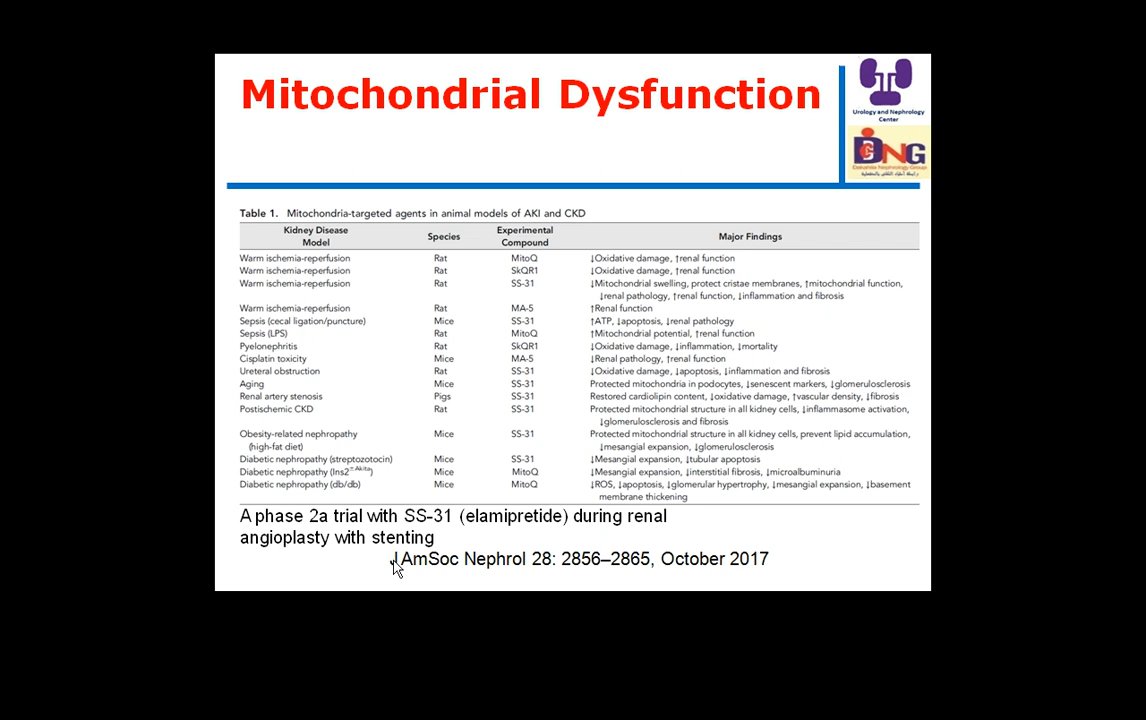 Mitochondrial Dysfunction
Urology and Nephrology
Center
DNG
Dakahlia Nephrology Group
Table 1. Mitochondria-targeted agents in animal models of AKI and CKD
Kidney Disease Model Species Experimental Compound Major Findings
Warm ischemia-reperfusion Rat MitoQ ↓Oxidative damage, ↑renal function
Warm ischemia-reperfusion Rat SkQR1 ↓Oxidative damage, ↑renal function
Warm ischemia-reperfusion Rat SS-31 ↓Mitochondrial swelling, protect cristae membranes, ↑mitochondrial function,
↓renal pathology, ↑renal function, ↓inflammation and fibrosis
Warm ischemia-reperfusion Rat MA-5 ↑Renal function
Sepsis (cecal ligation/puncture) Mice SS-31 ↑ATP, ↓apoptosis, ↓renal pathology
Sepsis (LPS) Rat MitoQ ↑Mitochondrial potential, ↑renal function
Pyelonephritis Rat SkQR1 ↓Oxidative damage, ↓inflammation, ↓mortality
Cisplatin toxicity Mice MA-5 ↓Renal pathology, ↑renal function
Ureteral obstruction Rat SS-31 ↓Oxidative damage, ↓apoptosis, ↓inflammation and fibrosis
Aging Mice SS-31 Protected mitochondria in podocytes, ↓senescent markers, ↓glomerulosclerosis
Renal artery stenosis Pigs SS-31 Restored cardiolipin content, ↓oxidative damage, ↑vascular density, ↓fibrosis
Postischemic CKD Rat SS-31 Protected mitochondrial structure in all kidney cells, ↓inflammasome activation,
↓glomerulosclerosis and fibrosis
Obesity-related nephropathy Mice SS-31 Protected mitochondrial structure in all kidney cells, prevent lipid accumulation,
(high-fat diet) ↓mesangial expansion, ↓glomerulosclerosis
Diabetic nephropathy (streptozotocin) Mice SS-31 ↓Mesangial expansion, ↓tubular apoptosis
Diabetic nephropathy (Ins2±Akita) Mice MitoQ ↓Mesangial expansion, ↓interstitial fibrosis, ↓microalbuminuria
Diabetic nephropathy (db/db) Mice MitoQ ↓ROS, ↓apoptosis, ↓glomerular hypertrophy, ↓mesangial expansion, ↓basement
membrane thickening
A phase 2a trial with SS-31 (elamipretide) during renal
angioplasty with stenting
J AmSoc Nephrol 28: 2856–2865, October 2017